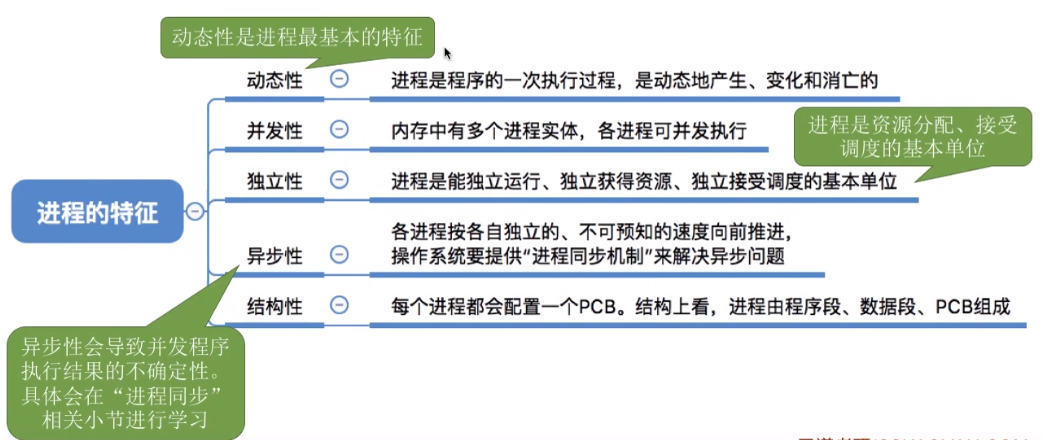 动态性是进程最基本的特征
动态性
进程是程序的一次执行过程，是动态地产生、变化和消亡的
并发性
内存中有多个进程实体，各进程可并发执行
进程是资源分配、接受
调度的基本单位
独立性
进程是能独立运行、独立获得资源、独立接受调度的基本单位
进程的特征
异步性
各进程按各自独立的、不可预知的速度向前推进，
操作系统要提供“进程同步机制”来解决异步问题
结构性
每个进程都会配置一个PCB。结构上看，进程由程序段、数据段、PCB组成
异步性会导致并发程序
执行结果的不确定性。
具体会在“进程同步”
相关小节进行学习